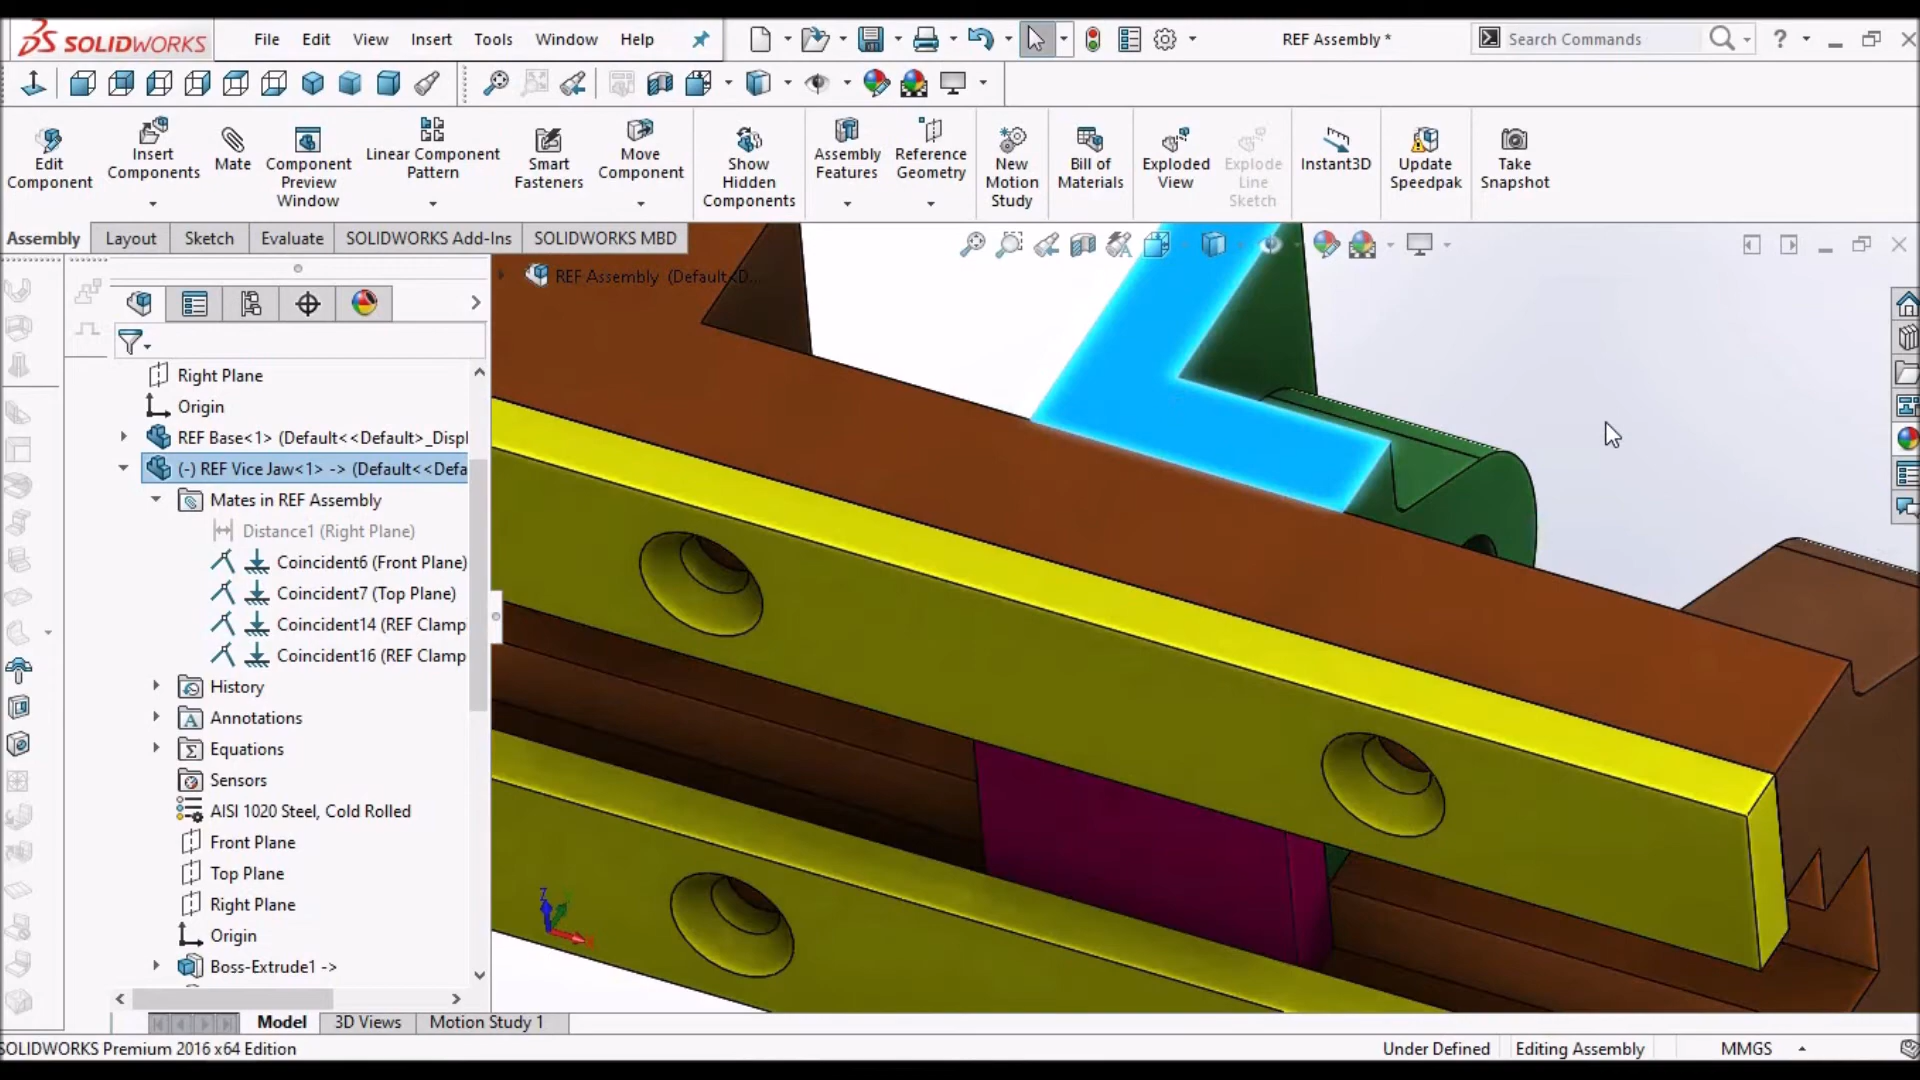 SOLIDWORKS
File Edit View Insert Tools Window Help
REF Assembly *
Search Commands
Edit Component
Insert Components
Mate
Component Preview Window
Linear Component Pattern
Smart Fasteners
Move Component
Show Hidden Components
Assembly Features
Reference Geometry
New Motion Study
Bill of Materials
Exploded View
Explode Line Sketch
Instant3D
Update Speedpak
Take Snapshot
Assembly Layout Sketch Evaluate SOLIDWORKS Add-Ins SOLIDWORKS MBD
REF Assembly (Default<D...
Right Plane
Origin
REF Base<1> (Default<<Default>_Displ
(-) REF Vice Jaw<1> -> (Default<<Defa
Mates in REF Assembly
Distance1 (Right Plane)
Coincident6 (Front Plane)
Coincident7 (Top Plane)
Coincident14 (REF Clamp
Coincident16 (REF Clamp
History
Annotations
Equations
Sensors
AISI 1020 Steel, Cold Rolled
Front Plane
Top Plane
Right Plane
Origin
Boss-Extrude1 ->
Model 3D Views Motion Study 1
SOLIDWORKS Premium 2016 x64 Edition
Under Defined Editing Assembly MMGS